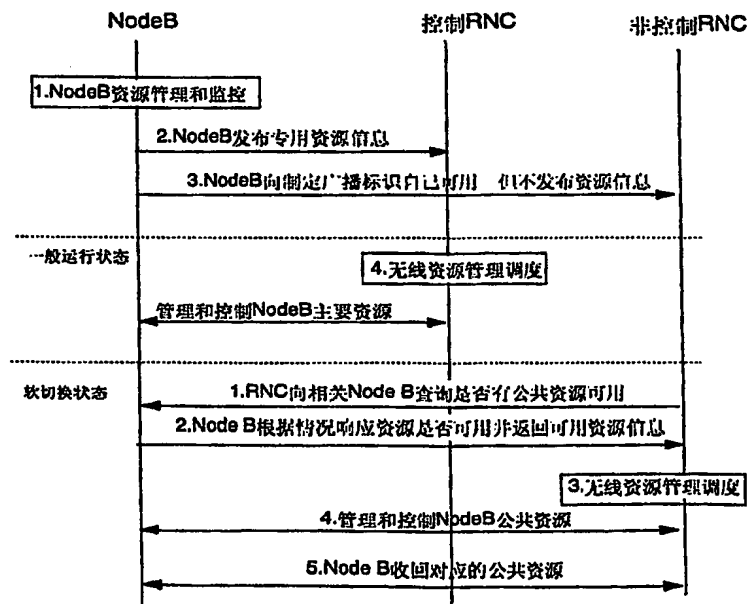 NodeB
控制RNC
非控制RNC
1.NodeB资源管理和监控
2.NodeB发布专用资源信息
3.NodeB向制定广播标识自己可用 但不发布资源信息
一般运行状态
4.无线资源管理调度
管理和控制NodeB主要资源
软切换状态
1.RNC向相关Node B查询是否有公共资源可用
2.Node B根据情况响应资源是否可用并返回可用资源信息
3.无线资源管理调度
4.管理和控制NodeB公共资源
5.Node B收回对应的公共资源